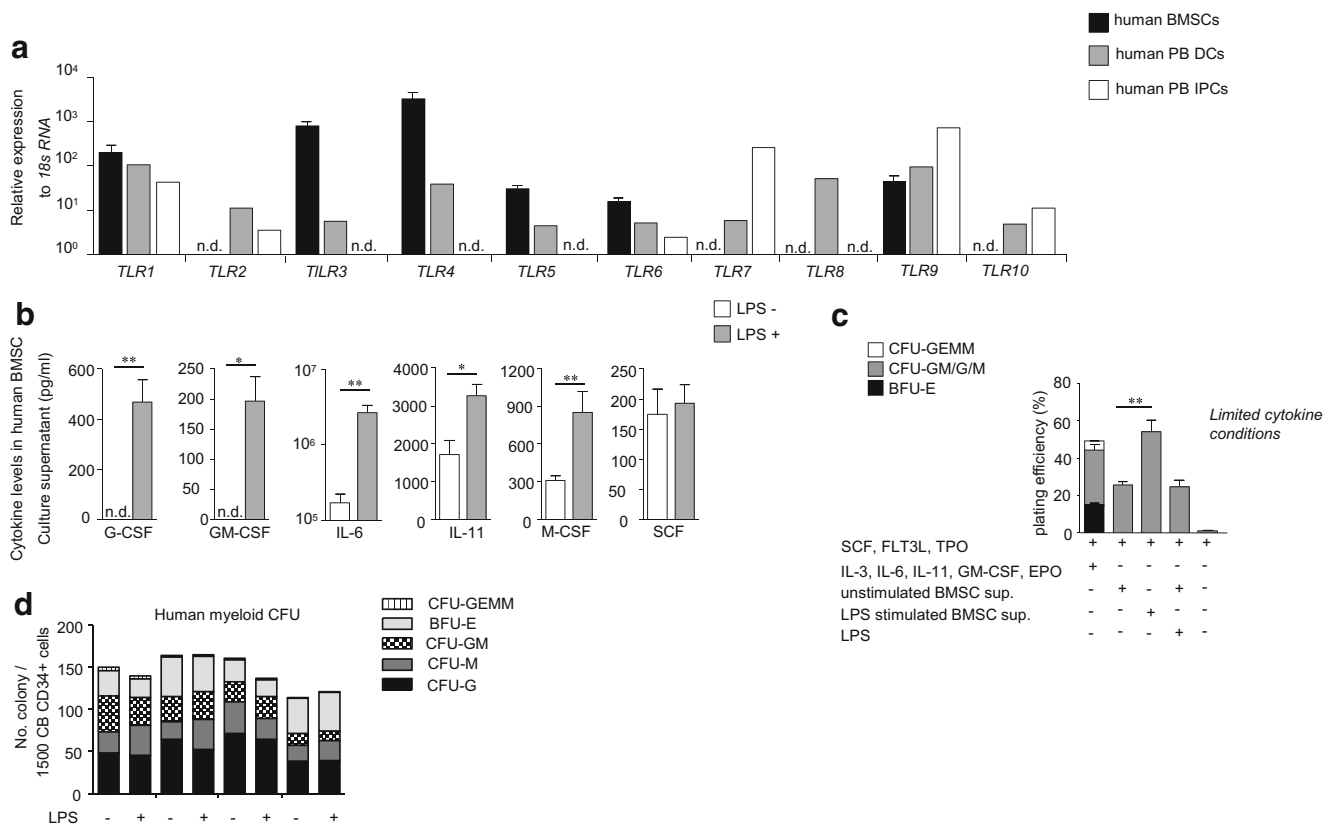 a
human BMSCs
human PB DCs
human PB IPCs
Relative expression
to 18s RNA
10⁴
10³
10²
10¹
10⁰
n.d. n.d. n.d. n.d. n.d. n.d. n.d. n.d.
TLR1 TLR2 TILR3 TLR4 TLR5 TLR6 TLR7 TLR8 TLR9 TLR10
b
LPS -
LPS +
Cytokine levels in human BMSC
Culture supernatant (pg/ml)
600
400
200
0
**
n.d.
G-CSF
250
200
150
100
50
0
*
n.d.
GM-CSF
10⁷
10⁶
10⁵
**
IL-6
4000
3000
2000
1000
0
*
IL-11
1200
900
600
300
0
**
M-CSF
250
200
150
100
50
0
SCF
c
CFU-GEMM
CFU-GM/G/M
BFU-E
plating efficiency (%)
80
60
40
20
0
**
Limited cytokine
conditions
SCF, FLT3L, TPO + + + + +
IL-3, IL-6, IL-11, GM-CSF, EPO + - - - -
unstimulated BMSC sup. - + - + -
LPS stimulated BMSC sup. - - + - -
LPS - - - + -
d
Human myeloid CFU
CFU-GEMM
BFU-E
CFU-GM
CFU-M
CFU-G
No. colony /
1500 CB CD34+ cells
200
150
100
50
0
LPS - + - + - + - +